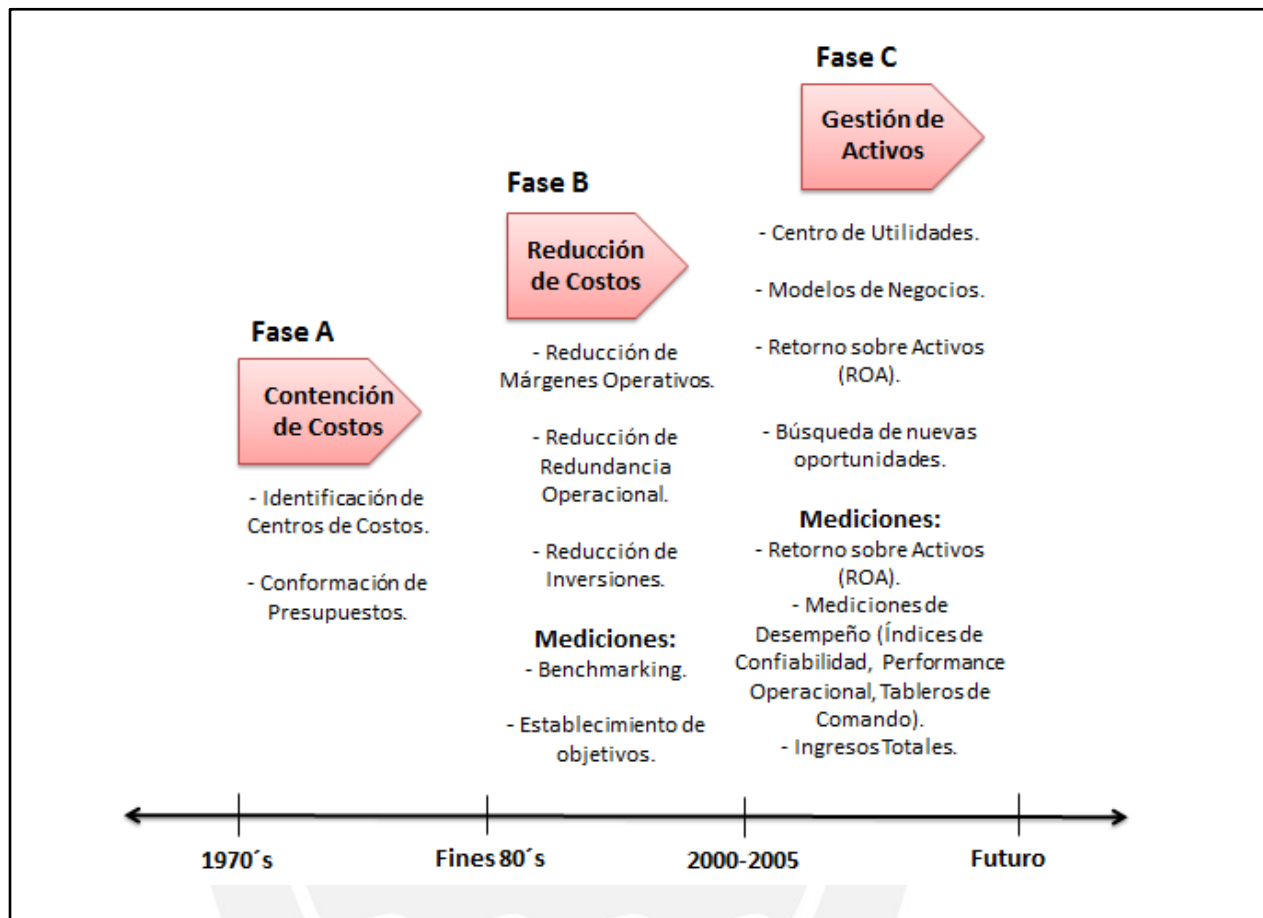 Fase A
Contención
de Costos
- Identificación de
Centros de Costos.
- Conformación de
Presupuestos.
Fase B
Reducción
de Costos
- Reducción de
Márgenes Operativos.
- Reducción de
Redundancia
Operacional.
- Reducción de
Inversiones.
Mediciones:
- Benchmarking.
- Establecimiento de
objetivos.
Fase C
Gestión de
Activos
- Centro de Utilidades.
- Modelos de Negocios.
- Retorno sobre Activos
(ROA).
- Búsqueda de nuevas
oportunidades.
Mediciones:
- Retorno sobre Activos
(ROA).
- Mediciones de
Desempeño (Índices de
Confiabilidad, Performance
Operacional, Tableros de
Comando).
- Ingresos Totales.
1970´s
Fines 80´s
2000-2005
Futuro